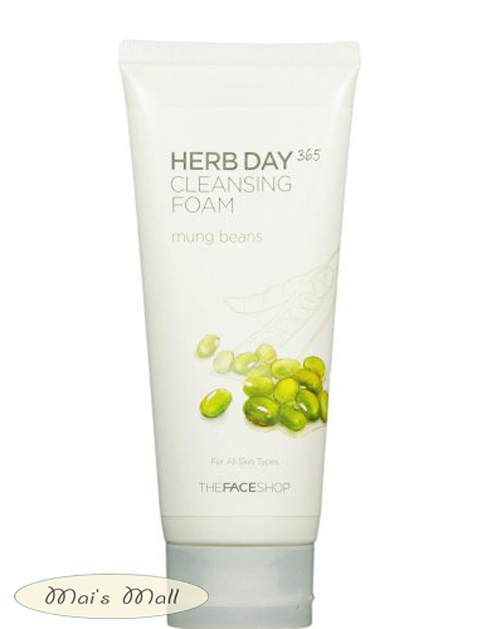 HERB DAY 365
CLEANSING
FOAM
mung beans
For All Skin Types
THEFACESHOP
Mai's Mall